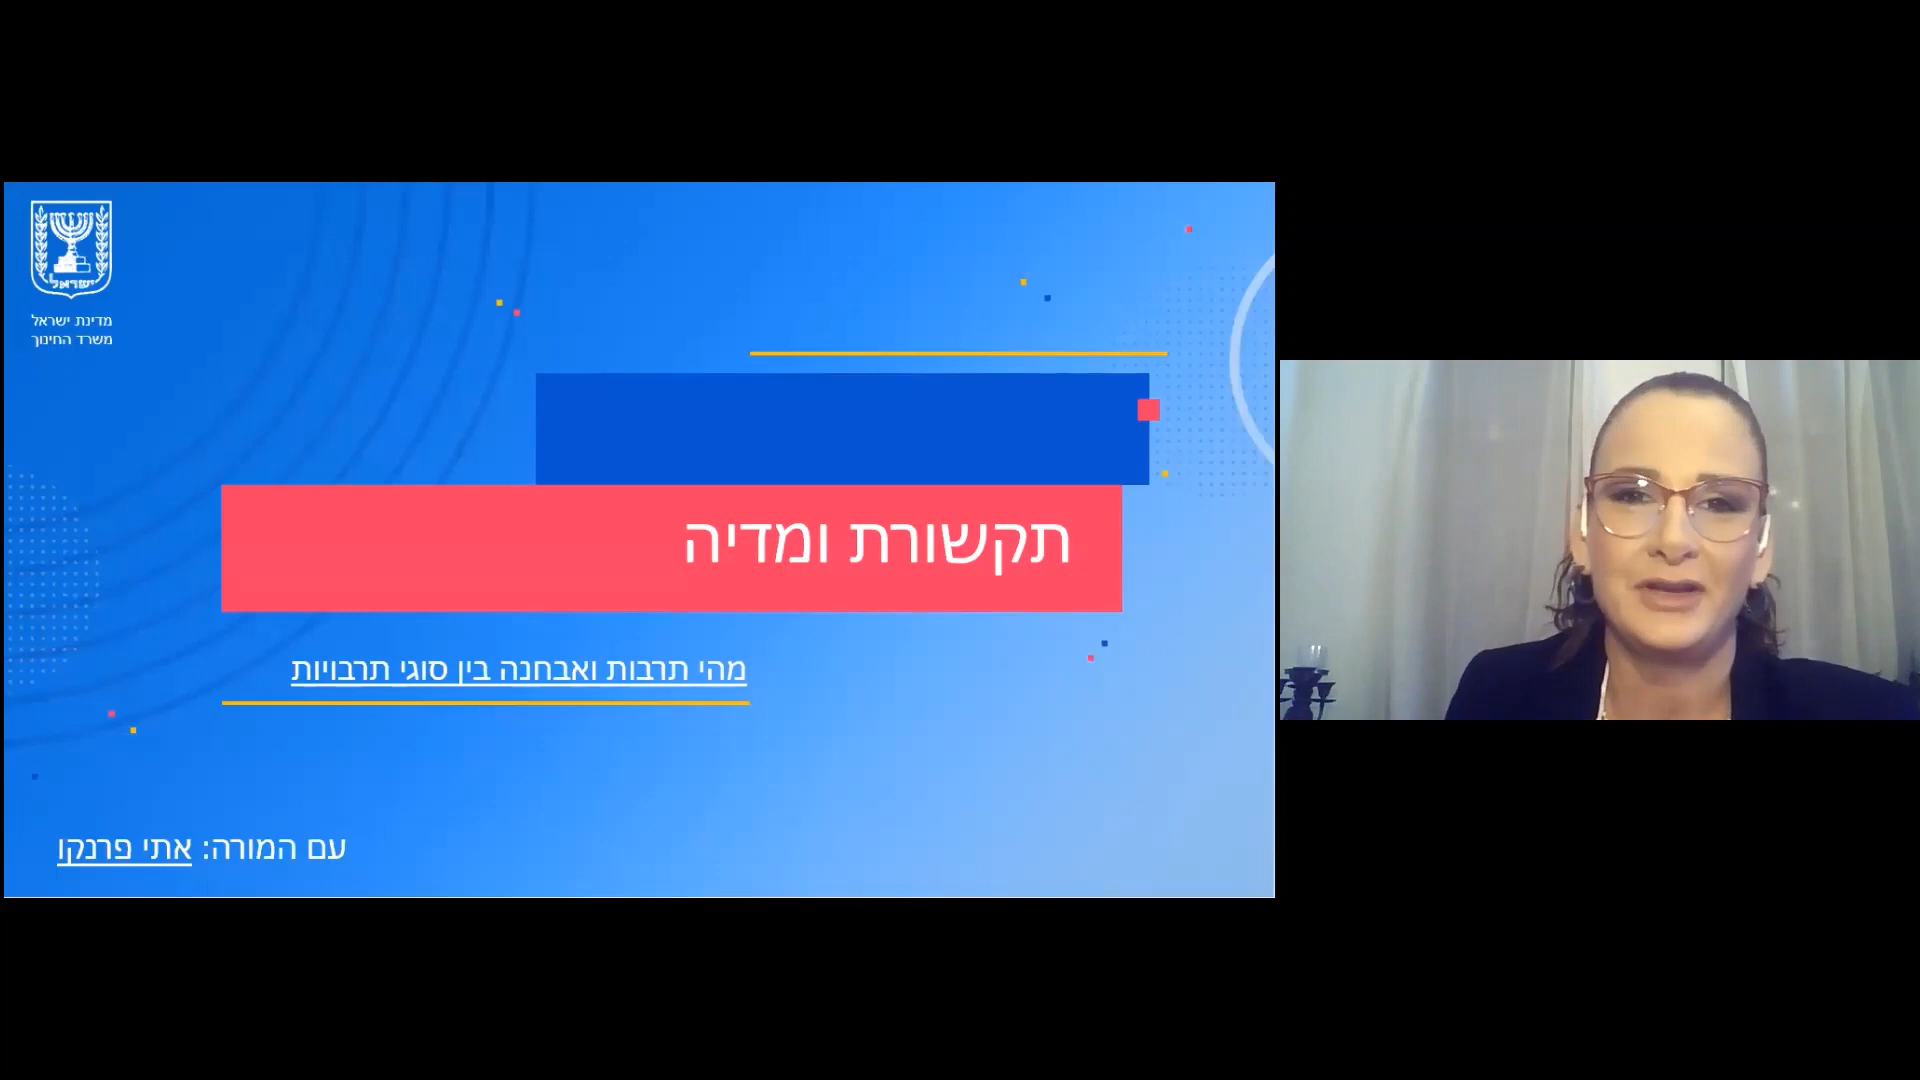 ישראל
מדינת ישראל
משרד החינוך
תקשורת ומדיה
מהי תרבות ואבחנה בין סוגי תרבויות
עם המורה: אתי פרנקו